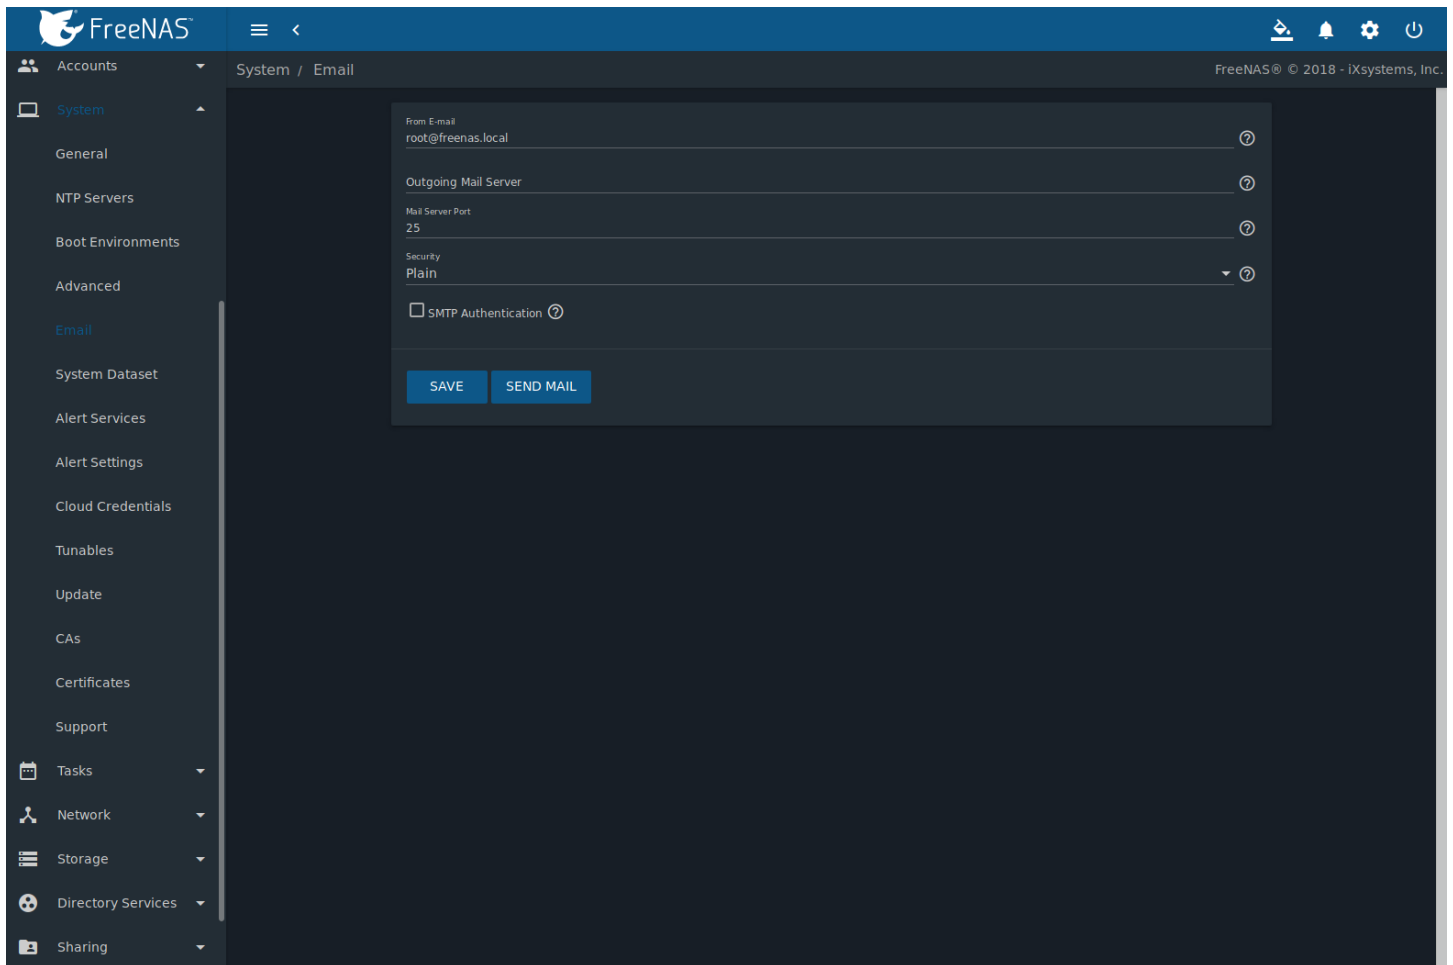 FreeNAS™
Accounts
System / Email
FreeNAS® © 2018 - iXsystems, Inc.
System
General
NTP Servers
Boot Environments
Advanced
Email
System Dataset
Alert Services
Alert Settings
Cloud Credentials
Tunables
Update
CAs
Certificates
Support
Tasks
Network
Storage
Directory Services
Sharing
From E-mail
root@freenas.local
Outgoing Mail Server
Mail Server Port
25
Security
Plain
SMTP Authentication
SAVE SEND MAIL